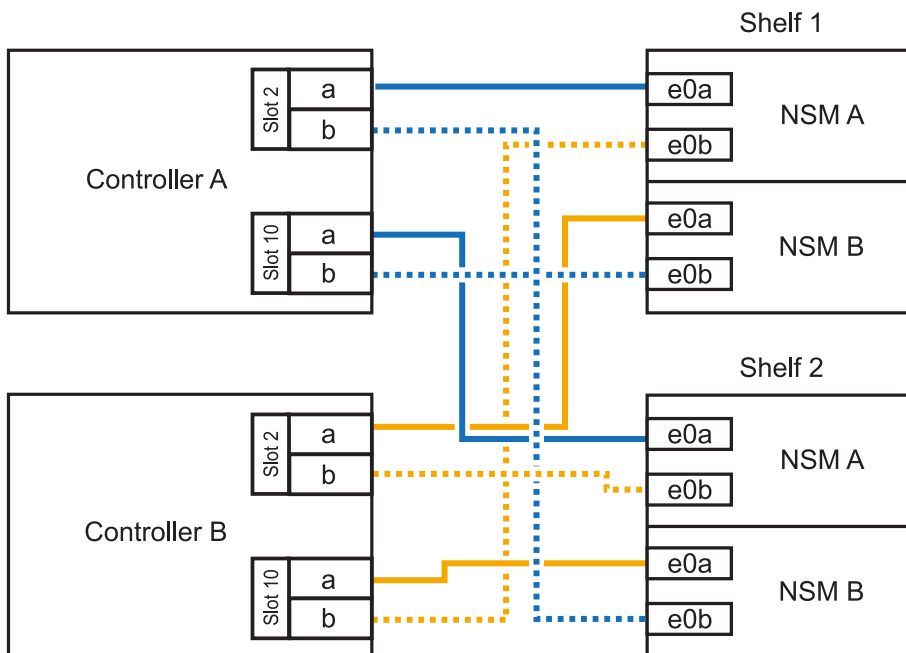 Controller A
Slot 2
a
b
Slot 10
a
b
Controller B
Slot 2
a
b
Slot 10
a
b
Shelf 1
e0a
e0b
NSM A
e0a
e0b
NSM B
Shelf 2
e0a
e0b
NSM A
e0a
e0b
NSM B